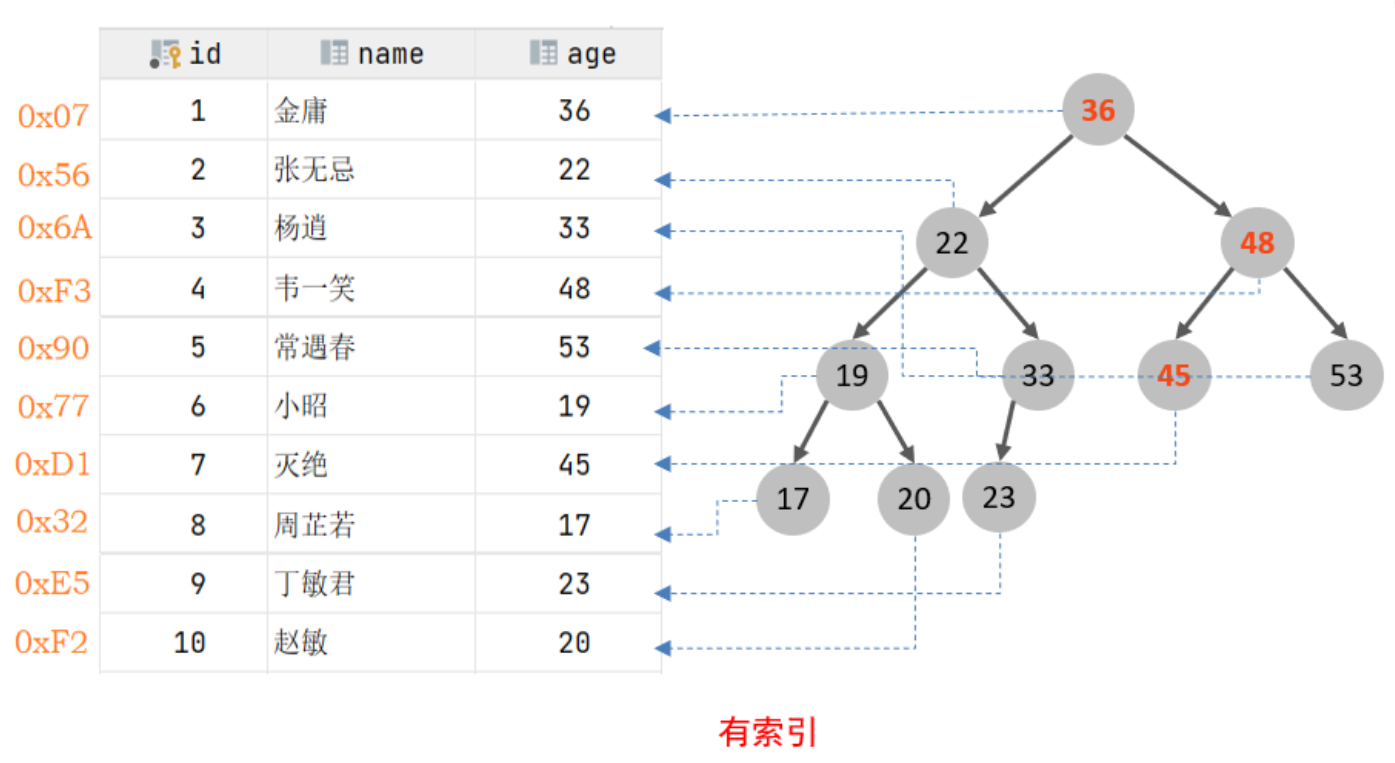 id name age
0x07 1 金庸 36
0x56 2 张无忌 22
0x6A 3 杨逍 33
0xF3 4 韦一笑 48
0x90 5 常遇春 53
0x77 6 小昭 19
0xD1 7 灭绝 45
0x32 8 周芷若 17
0xE5 9 丁敏君 23
0xF2 10 赵敏 20
36
22 48
19 33 45 53
17 20 23
有索引